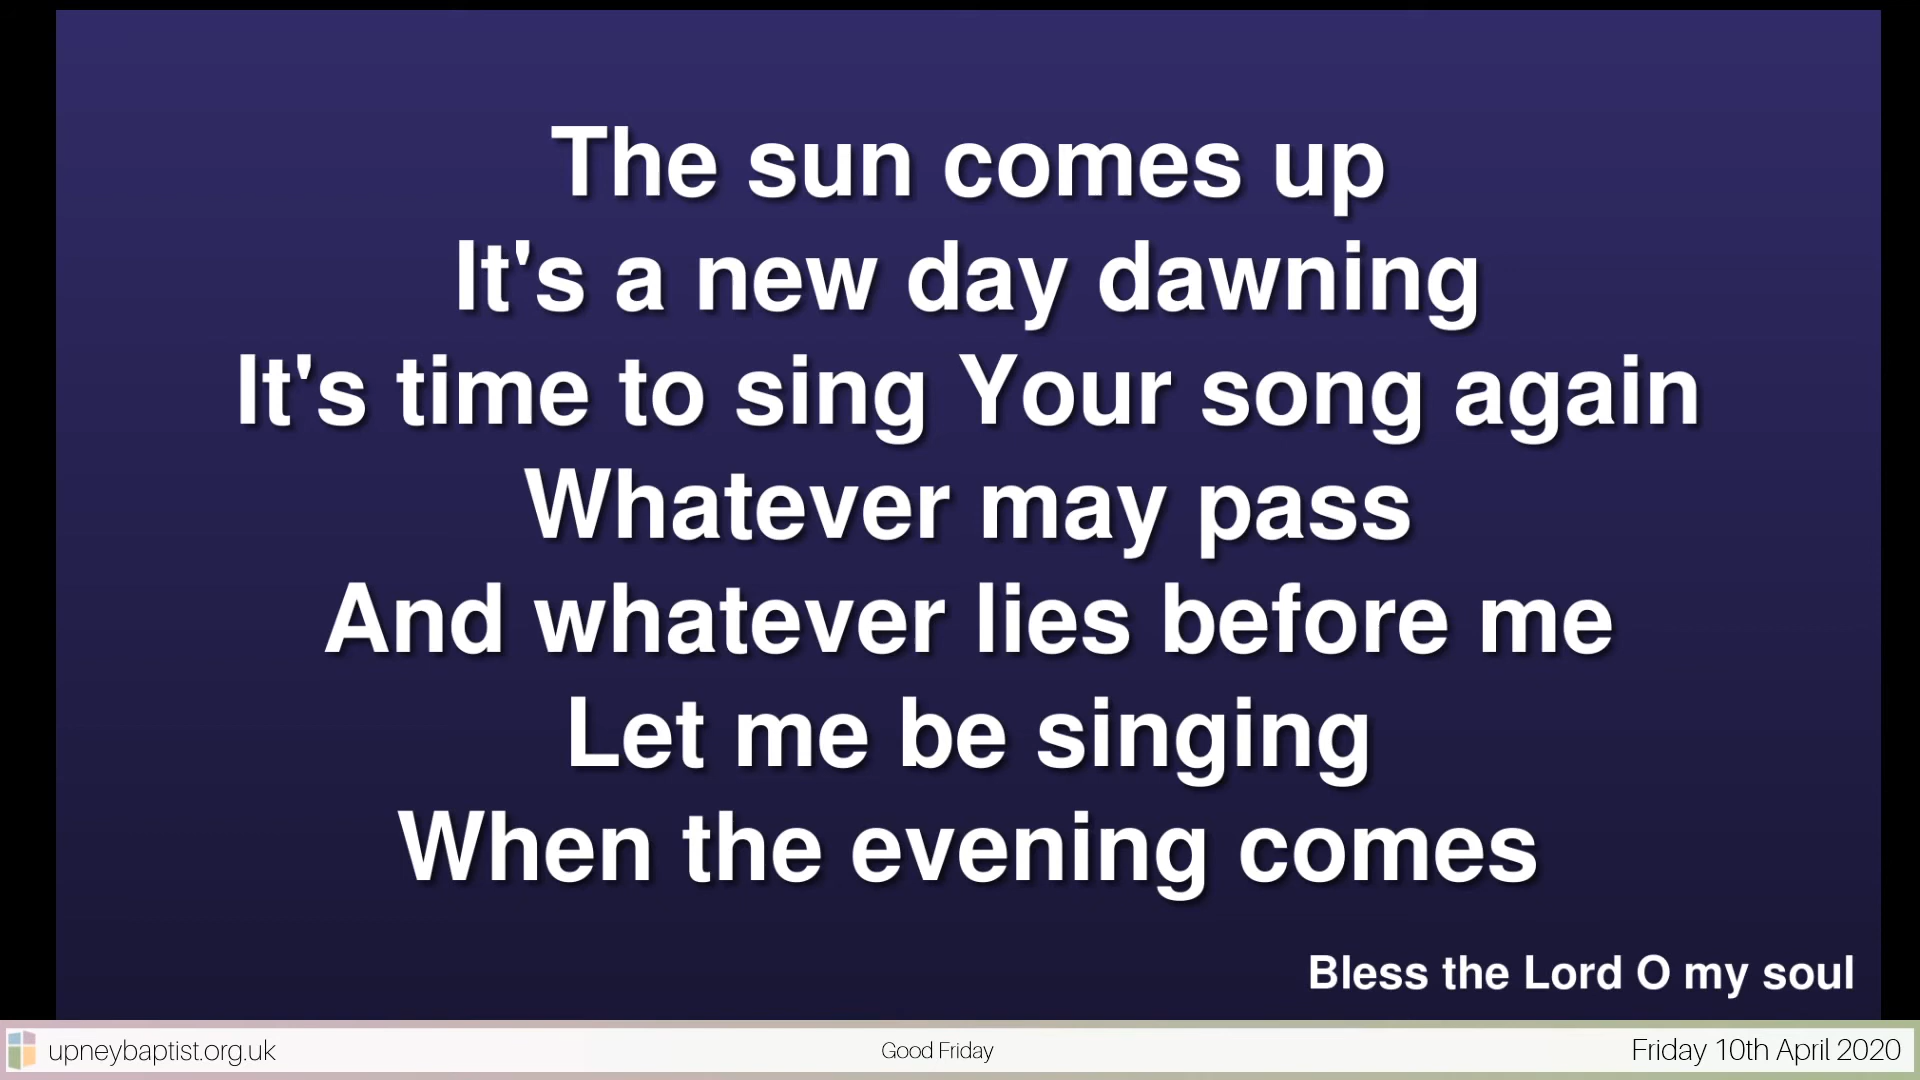 The sun comes up
It's a new day dawning
It's time to sing Your song again
Whatever may pass
And whatever lies before me
Let me be singing
When the evening comes
Bless the Lord O my soul
upneybaptist.org.uk
Good Friday
Friday 10th April 2020